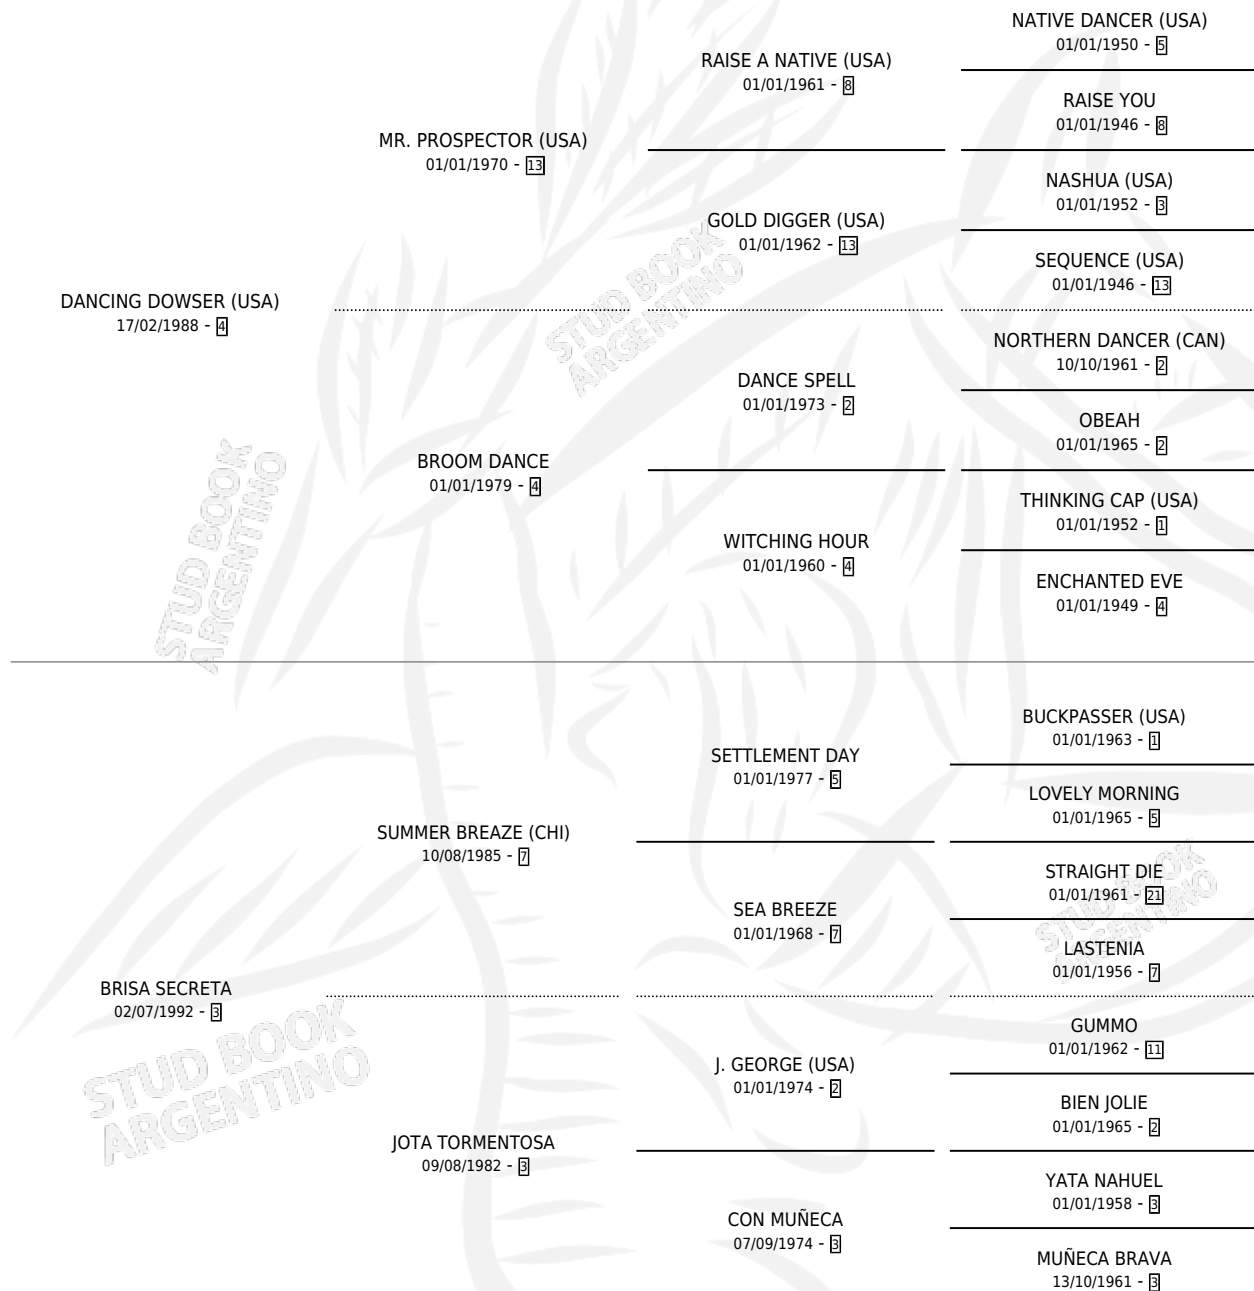 NATIVE DANCER (USA)
01/01/1950 - 5
RAISE A NATIVE (USA)
01/01/1961 - 8
RAISE YOU
01/01/1946 - 8
MR. PROSPECTOR (USA)
01/01/1970 - 13
NASHUA (USA)
01/01/1952 - 3
GOLD DIGGER (USA)
01/01/1962 - 13
SEQUENCE (USA)
01/01/1946 - 13
DANCING DOWSER (USA)
17/02/1988 - 4
NORTHERN DANCER (CAN)
10/10/1961 - 2
DANCE SPELL
01/01/1973 - 2
OBEAH
01/01/1965 - 2
BROOM DANCE
01/01/1979 - 4
THINKING CAP (USA)
01/01/1952 - 1
WITCHING HOUR
01/01/1960 - 4
ENCHANTED EVE
01/01/1949 - 4
BUCKPASSER (USA)
01/01/1963 - 1
SETTLEMENT DAY
01/01/1977 - 5
LOVELY MORNING
01/01/1965 - 5
SUMMER BREAZE (CHI)
10/08/1985 - 7
STRAIGHT DIE
01/01/1961 - 21
SEA BREEZE
01/01/1968 - 7
LASTENIA
01/01/1956 - 7
BRISA SECRETA
02/07/1992 - 3
GUMMO
01/01/1962 - 11
J. GEORGE (USA)
01/01/1974 - 2
BIEN JOLIE
01/01/1965 - 2
JOTA TORMENTOSA
09/08/1982 - 3
YATA NAHUEL
01/01/1958 - 3
CON MUÑECA
07/09/1974 - 3
MUÑECA BRAVA
13/10/1961 - 3
STUD BOOK
ARGENTINO
STUD BOOK
ARGENTINO
STUD BOOK
ARGENTINO
STUD BOOK
ARGENTINO